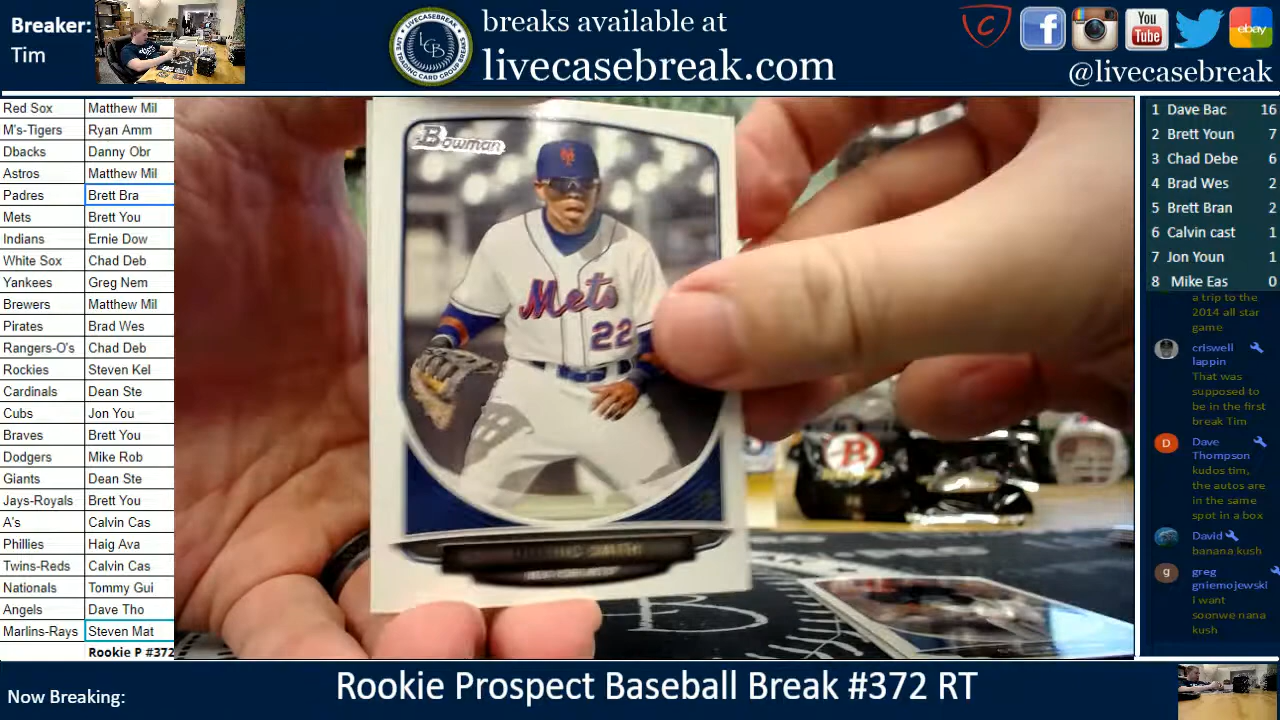 Breaker:
Tim
LIVECASEBREAK
LCB
LIVE TRADING CARD GROUP BREAKS
breaks available at
livecasebreak.com
You
Tube
ebay
@livecasebreak
Red Sox Matthew Mil
M's-Tigers Ryan Amm
Dbacks Danny Obr
Astros Matthew Mil
Padres Brett Bra
Mets Brett You
Indians Ernie Dow
White Sox Chad Deb
Yankees Greg Nem
Brewers Matthew Mil
Pirates Brad Wes
Rangers-O's Chad Deb
Rockies Steven Kel
Cardinals Dean Ste
Cubs Jon You
Braves Brett You
Dodgers Mike Rob
Giants Dean Ste
Jays-Royals Brett You
A's Calvin Cas
Phillies Haig Ava
Twins-Reds Calvin Cas
Nationals Tommy Gui
Angels Dave Tho
Marlins-Rays Steven Mat
Rookie P #372
Bowman
Mets
22
B
1 Dave Bac 16
2 Brett Youn 7
3 Chad Debe 6
4 Brad Wes 2
5 Brett Bran 2
6 Calvin cast 1
7 Jon Youn 1
8 Mike Eas 0
a trip to the
2014 all star
game
criswell
lappin
That was
supposed to
be in the first
break Tim
D
Dave
Thompson
kudos tim,
the autos are
in the same
spot in a box
David
banana kush
g
greg
gniemojewski
i want
soonwe nana
kush
Now Breaking:
Rookie Prospect Baseball Break #372 RT